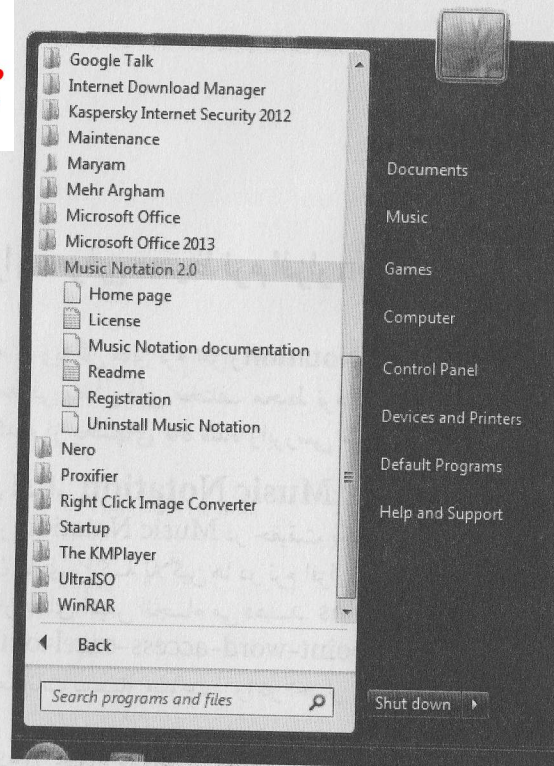 Google Talk
Internet Download Manager
Kaspersky Internet Security 2012
Maintenance
Maryam
Mehr Argham
Microsoft Office
Microsoft Office 2013
Music Notation 2.0
Home page
License
Music Notation documentation
Readme
Registration
Uninstall Music Notation
Nero
Proxifier
Right Click Image Converter
Startup
The KMPlayer
UltraISO
WinRAR
Back
Search programs and files
Documents
Music
Games
Computer
Control Panel
Devices and Printers
Default Programs
Help and Support
Shut down